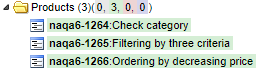 Products (3)(0, 3, 0, 0)
naqa6-1264:Check category
naqa6-1265:Filtering by three criteria
naqa6-1266:Ordering by decreasing price